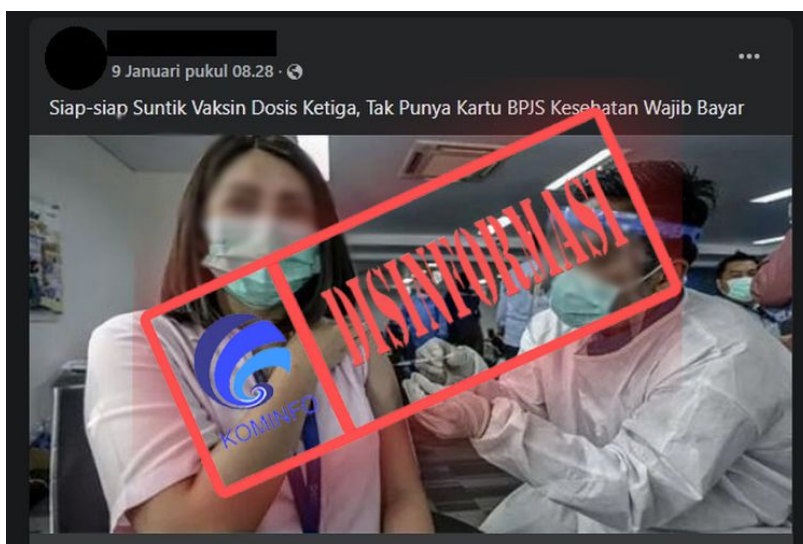 9 Januari pukul 08.28 ·
Siap-siap Suntik Vaksin Dosis Ketiga, Tak Punya Kartu BPJS Kesehatan Wajib Bayar
DISINFORMASI
KOMINFO